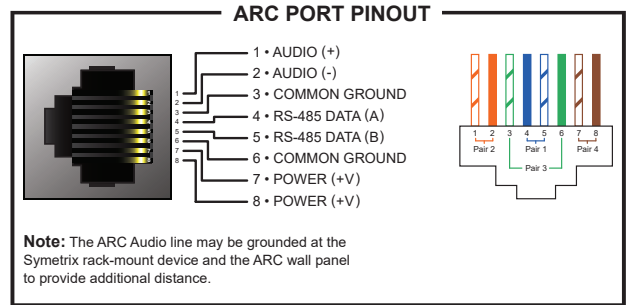 ARC PORT PINOUT
1 • AUDIO (+)
2 • AUDIO (-)
3 • COMMON GROUND
4 • RS-485 DATA (A)
5 • RS-485 DATA (B)
6 • COMMON GROUND
7 • POWER (+V)
8 • POWER (+V)
1
2
3
4
5
6
7
8
1 2 3 4 5 6 7 8
Pair 2 Pair 1 Pair 4
Pair 3
Note: The ARC Audio line may be grounded at the
Symetrix rack-mount device and the ARC wall panel
to provide additional distance.